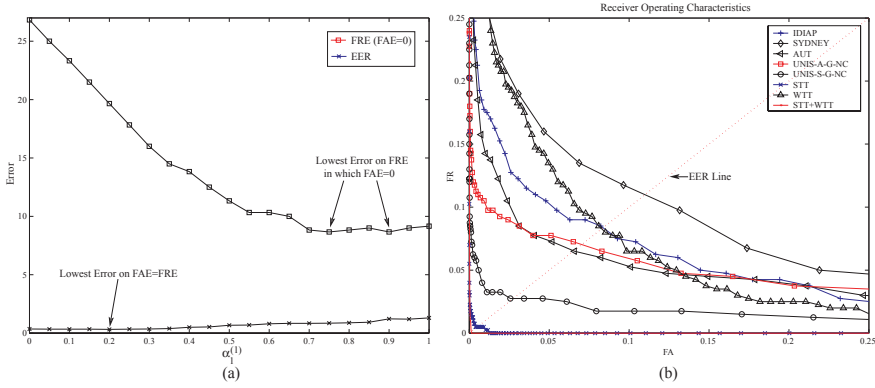 25
20
15
10
5
0
Error
0
0.1
0.2
0.3
0.4
0.5
0.6
0.7
0.8
0.9
1
α_1^(1)
FRE (FAE=0)
EER
Lowest Error on FRE
in which FAE=0
Lowest Error on FAE=FRE
(a)
Receiver Operating Characteristics
0.25
0.2
0.15
0.1
0.05
0
FR
0
0.05
0.1
0.15
0.2
0.25
FA
IDIAP
SYDNEY
AUT
UNIS-A-G-NC
UNIS-S-G-NC
STT
WTT
STT+WTT
EER Line
(b)